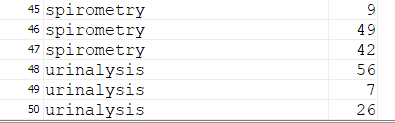 45 spirometry 9
46 spirometry 49
47 spirometry 42
48 urinalysis 56
49 urinalysis 7
50 urinalysis 26